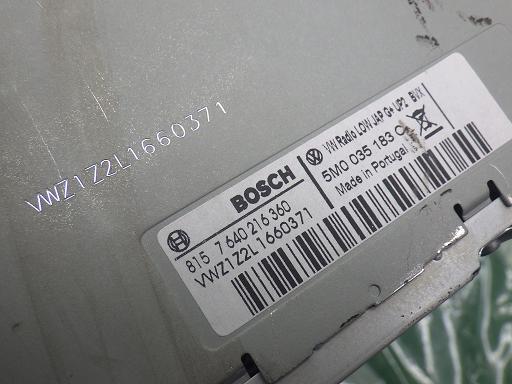 VWZ1Z2L1660371
BOSCH
815 7 640 216 360
VWZ1Z2L1660371
VW Radio LOW JAP G+ UP2 BVX
5M0 035 183 C
Made in Portugal